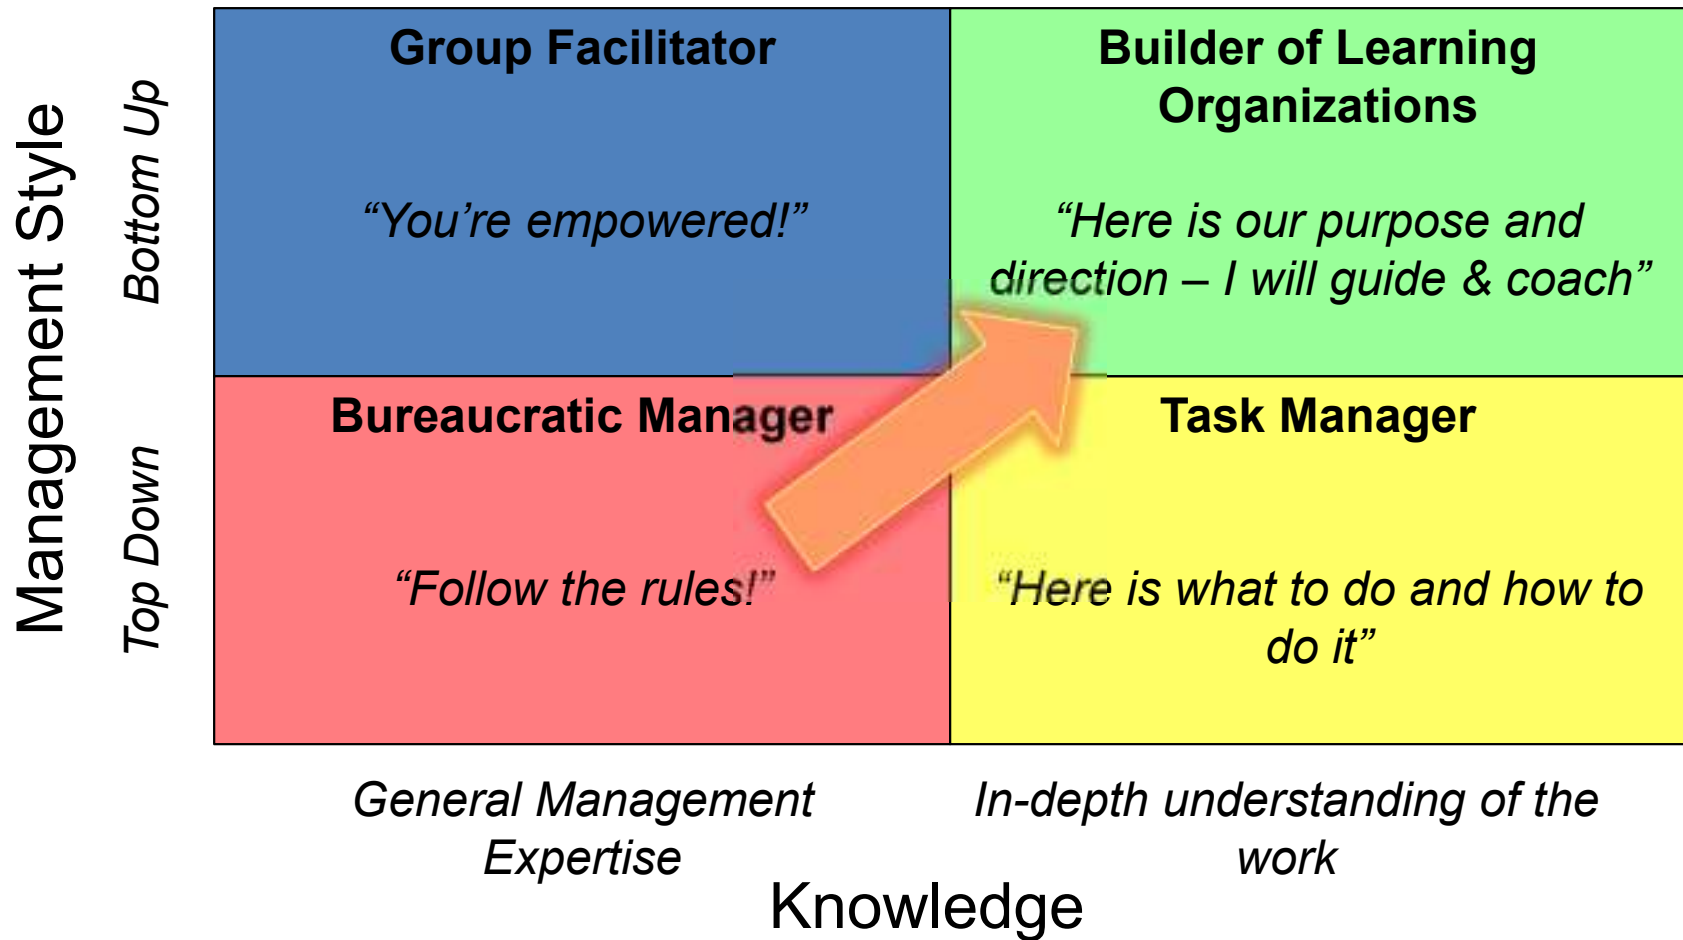 Group Facilitator
Builder of Learning
Organizations
“You’re empowered!”
“Here is our purpose and
direction – I will guide & coach”
Bureaucratic Manager
Task Manager
“Follow the rules!”
“Here is what to do and how to
do it”
Management Style
Bottom Up
Top Down
General Management
Expertise
In-depth understanding of the
work
Knowledge